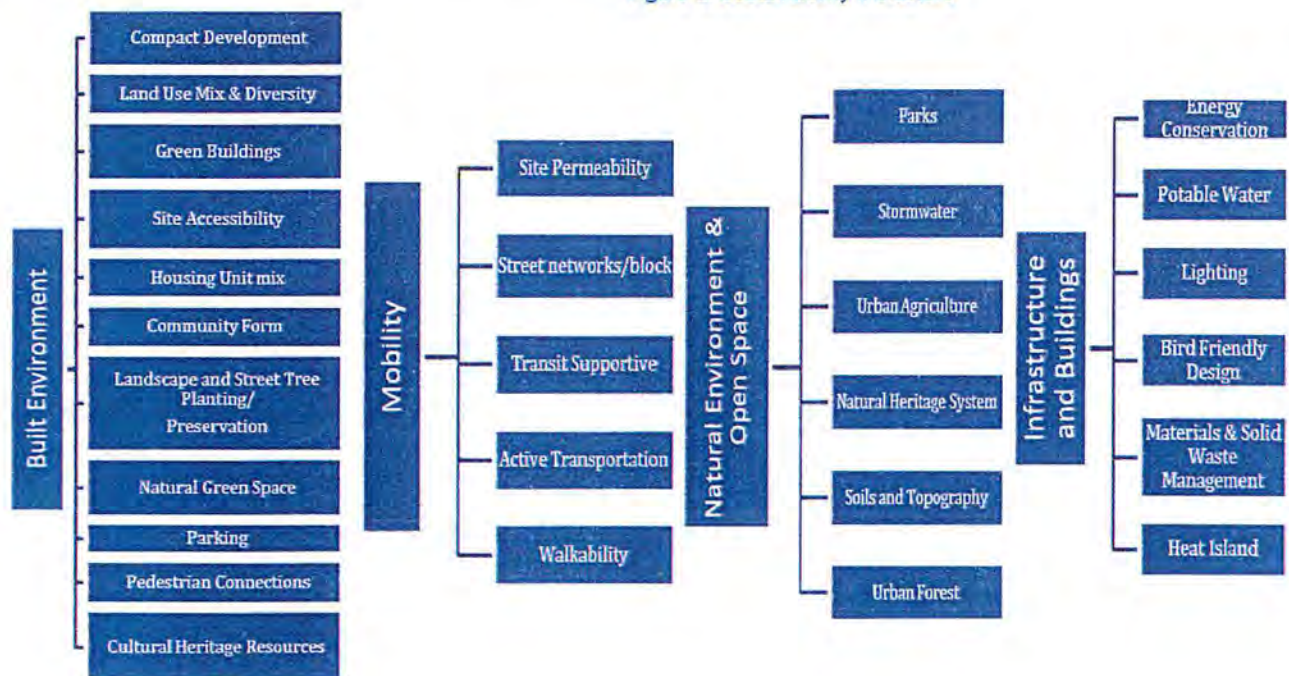 Built Environment
Compact Development
Land Use Mix & Diversity
Green Buildings
Site Accessibility
Housing Unit mix
Community Form
Landscape and Street Tree
Planting/
Preservation
Natural Green Space
Parking
Pedestrian Connections
Cultural Heritage Resources
Mobility
Site Permeability
Street networks/block
Transit Supportive
Active Transportation
Walkability
Natural Environment &
Open Space
Parks
Stormwater
Urban Agriculture
Natural Heritage System
Soils and Topography
Urban Forest
Infrastructure
and Buildings
Energy
Conservation
Potable Water
Lighting
Bird Friendly
Design
Materials & Solid
Waste
Management
Heat Island